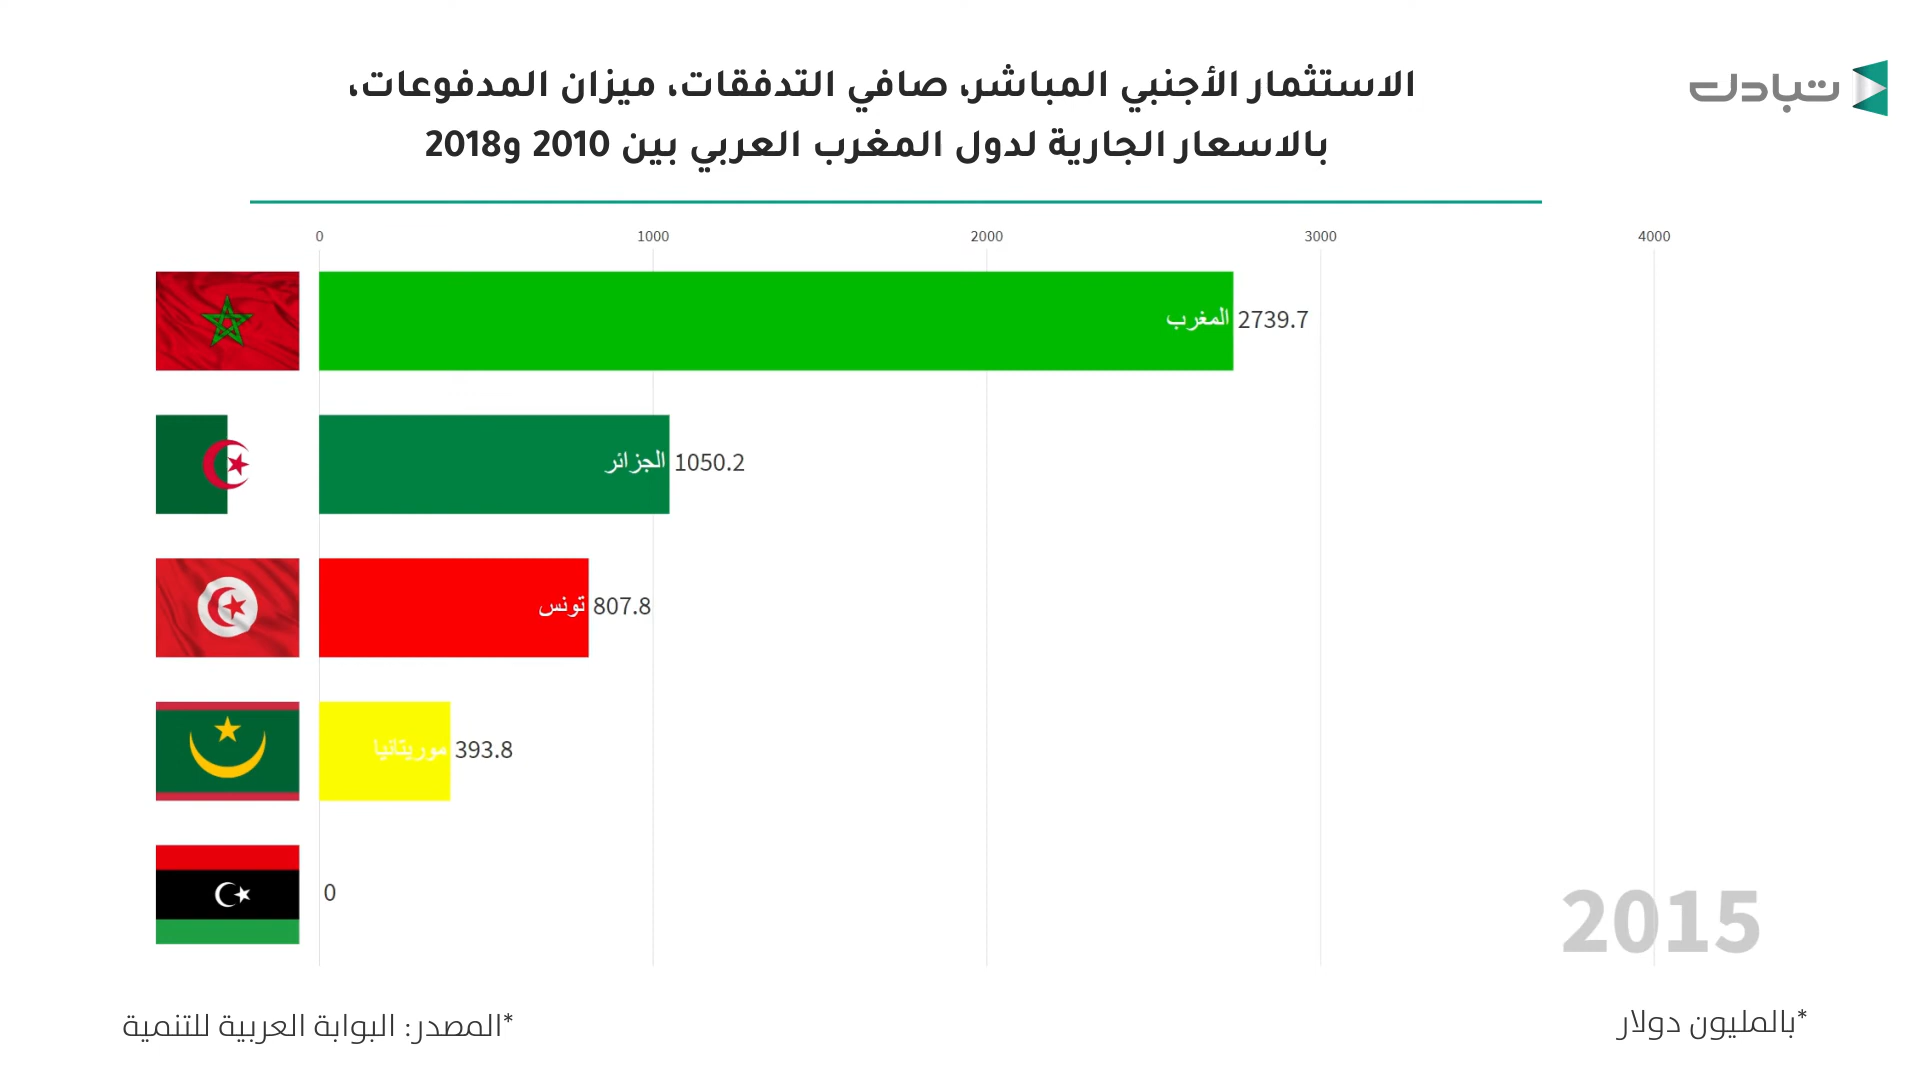 تبادل
الاستثمار الأجنبي المباشر، صافي التدفقات، ميزان المدفوعات،
بالاسعار الجارية لدول المغرب العربي بين 2010 و2018
0 1000 2000 3000 4000
المغرب 2739.7
الجزائر 1050.2
تونس 807.8
موريتانيا 393.8
0
2015
*بالمليون دولار
*المصدر: البوابة العربية للتنمية